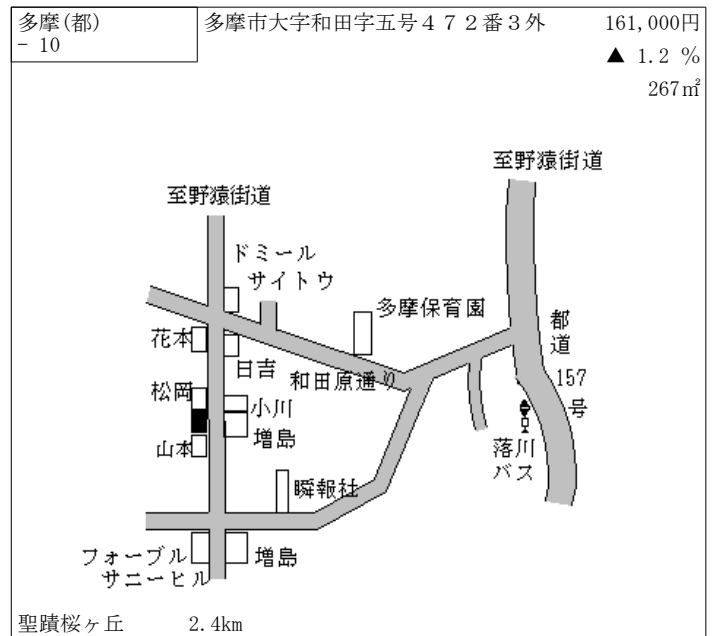 多摩(都)
- 10
多摩市大字和田字五号４７２番３外
161,000円
▲ 1.2 %
267㎡
至野猿街道
至野猿街道
ドミール
サイトウ
多摩保育園
花本
日吉
和田原通り
都道
157
号
松岡
小川
増島
山本
落川
バス
瞬報社
フォーブル
サニーヒル
増島
聖蹟桜ヶ丘 2.4km